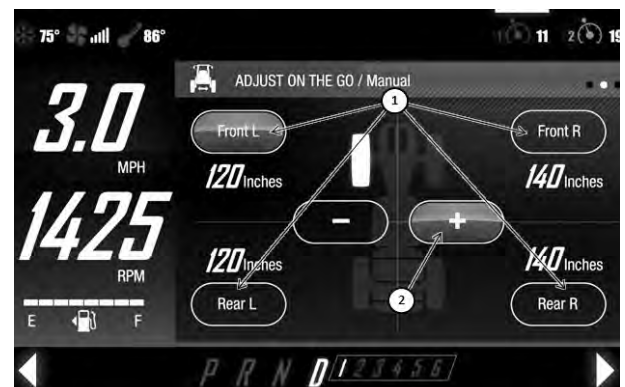 75° 86° 1 11 2 19
ADJUST ON THE GO / Manual
1
3.0
MPH
Front L
Front R
120 Inches
140 Inches
− +
1425
RPM
120 Inches
140 Inches
Rear L
2
Rear R
E F
P R N D 1 2 3 4 5 6